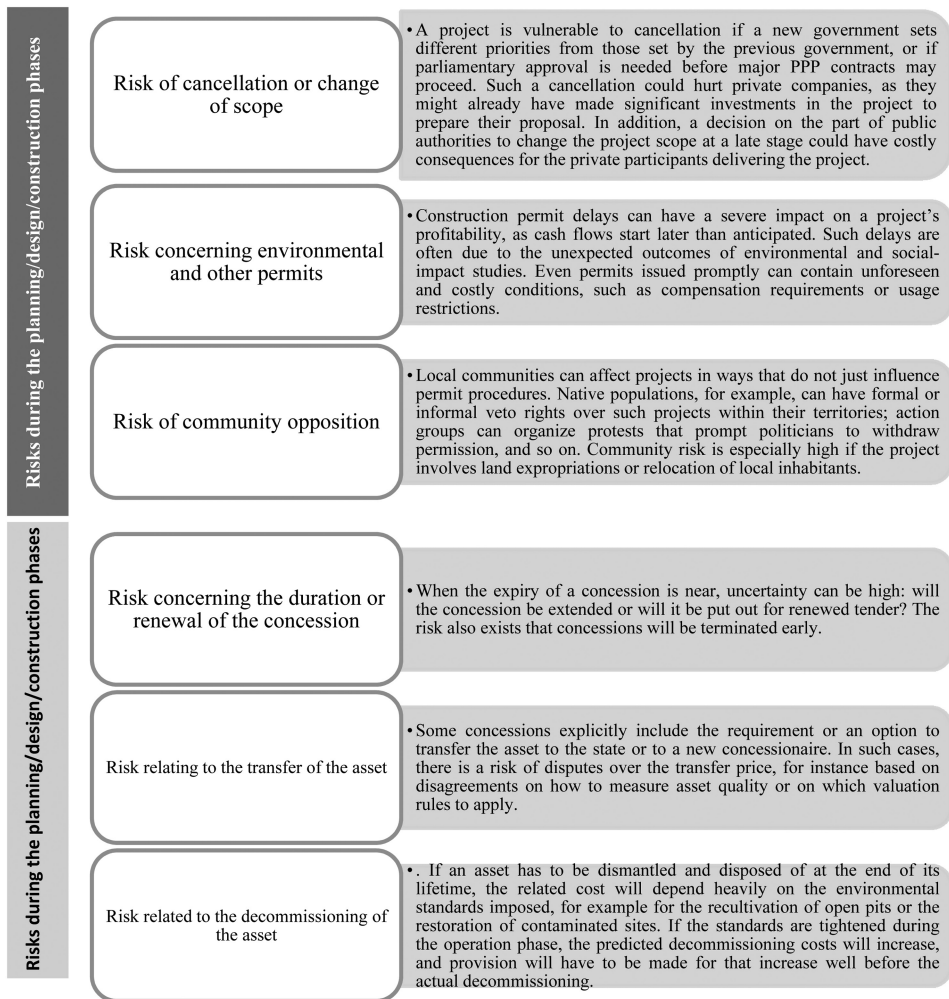 Risks during the planning/design/construction phases
Risk of cancellation or change
of scope
•A project is vulnerable to cancellation if a new government sets
different priorities from those set by the previous government, or if
parliamentary approval is needed before major PPP contracts may
proceed. Such a cancellation could hurt private companies, as they
might already have made significant investments in the project to
prepare their proposal. In addition, a decision on the part of public
authorities to change the project scope at a late stage could have costly
consequences for the private participants delivering the project.
Risk concerning environmental
and other permits
•Construction permit delays can have a severe impact on a project's
profitability, as cash flows start later than anticipated. Such delays are
often due to the unexpected outcomes of environmental and social-
impact studies. Even permits issued promptly can contain unforeseen
and costly conditions, such as compensation requirements or usage
restrictions.
Risk of community opposition
•Local communities can affect projects in ways that do not just influence
permit procedures. Native populations, for example, can have formal or
informal veto rights over such projects within their territories; action
groups can organize protests that prompt politicians to withdraw
permission, and so on. Community risk is especially high if the project
involves land expropriations or relocation of local inhabitants.
Risks during the planning/design/construction phases
Risk concerning the duration or
renewal of the concession
•When the expiry of a concession is near, uncertainty can be high: will
the concession be extended or will it be put out for renewed tender? The
risk also exists that concessions will be terminated early.
Risk relating to the transfer of the asset
•Some concessions explicitly include the requirement or an option to
transfer the asset to the state or to a new concessionaire. In such cases,
there is a risk of disputes over the transfer price, for instance based on
disagreements on how to measure asset quality or on which valuation
rules to apply.
Risk related to the decommissioning of
the asset
•. If an asset has to be dismantled and disposed of at the end of its
lifetime, the related cost will depend heavily on the environmental
standards imposed, for example for the recultivation of open pits or the
restoration of contaminated sites. If the standards are tightened during
the operation phase, the predicted decommissioning costs will increase,
and provision will have to be made for that increase well before the
actual decommissioning.